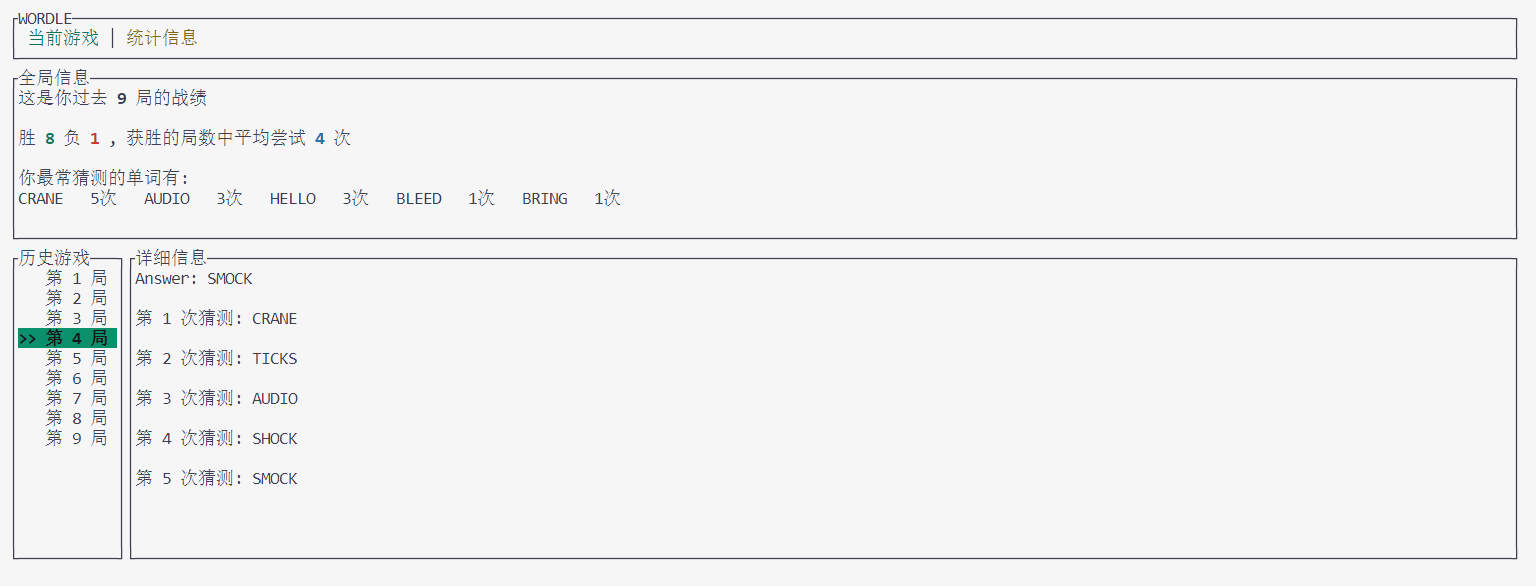 WORDLE
当前游戏 │ 统计信息
全局信息
这是你过去 9 局的战绩
胜 8 负 1 , 获胜的局数中平均尝试 4 次
你最常猜测的单词有:
CRANE 5次 AUDIO 3次 HELLO 3次 BLEED 1次 BRING 1次
历史游戏
第 1 局
第 2 局
第 3 局
>> 第 4 局
第 5 局
第 6 局
第 7 局
第 8 局
第 9 局
详细信息
Answer: SMOCK
第 1 次猜测: CRANE
第 2 次猜测: TICKS
第 3 次猜测: AUDIO
第 4 次猜测: SHOCK
第 5 次猜测: SMOCK